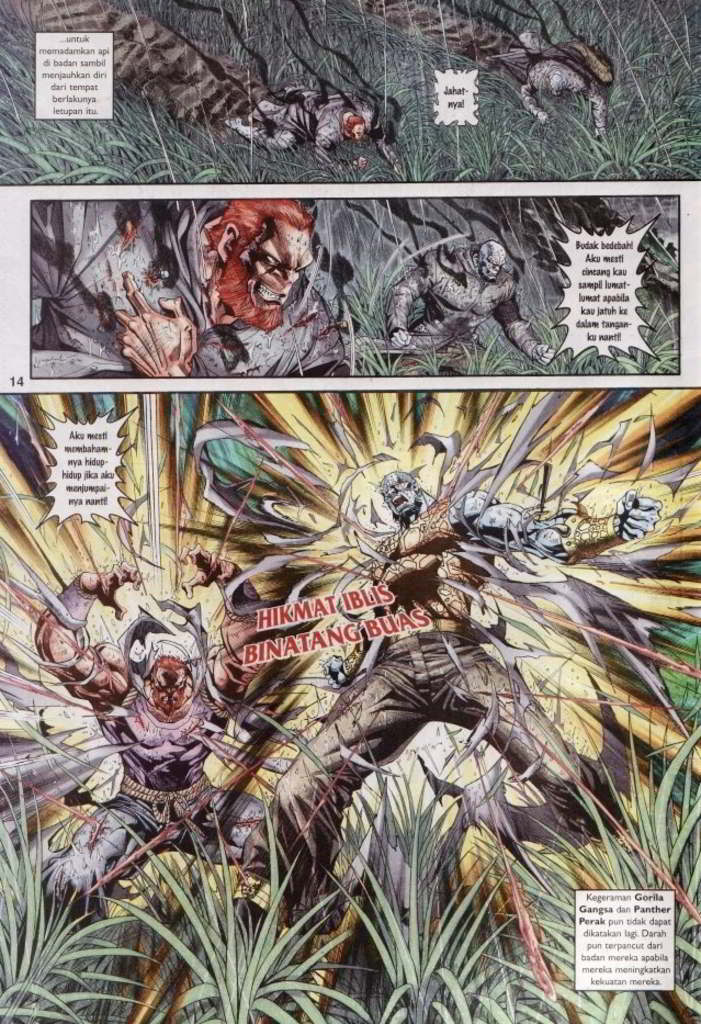 ...untuk
memadamkan api
di badan sambil
menjauhkan diri
dari tempat
berlakunya
letupan itu.
Jahat-
nya!
Budak bedebah!
Aku mesti
cincang kau
sampil lumat-
lumat apabila
kau jatuh ke
dalam tangan-
ku nanti!
14
Aku mesti
membaham-
nya hidup-
hidup jika aku
menjumpai-
nya nanti!
HIKMAT IBLIS
BINATANG BUAS
Kegeraman Gorila
Gangsa dan Panther
Perak pun tidak dapat
dikatakan lagi. Darah
pun terpancut dari
badan mereka apabila
mereka meningkatkan
kekuatan mereka.